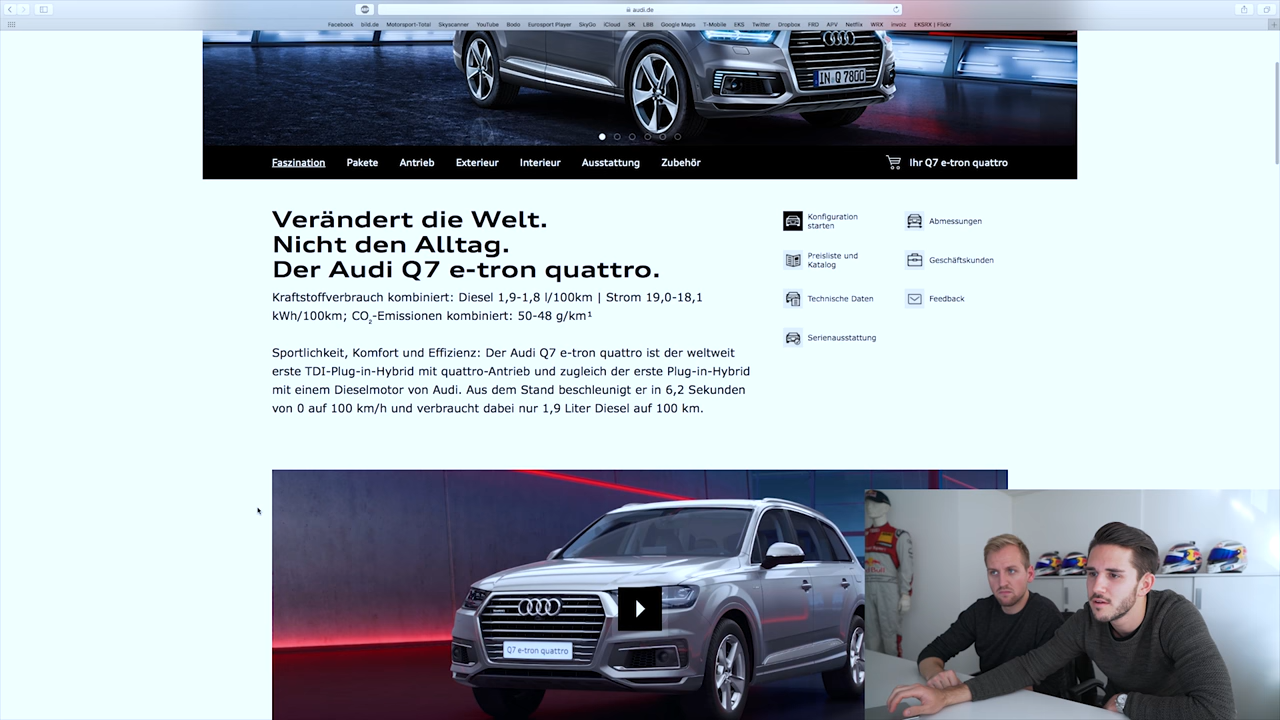 audi.de
Facebook bild.de Motorsport-Total Skyscanner YouTube Bodo Eurosport Player SkyGo iCloud SK LBB Google Maps T-Mobile EKS Twitter Dropbox FRD APV Netflix WRX invoiz EKSRX | Flickr
IN Q 7800
Faszination Pakete Antrieb Exterieur Interieur Ausstattung Zubehör Ihr Q7 e-tron quattro
Verändert die Welt.
Nicht den Alltag.
Der Audi Q7 e-tron quattro.
Kraftstoffverbrauch kombiniert: Diesel 1,9-1,8 l/100km | Strom 19,0-18,1
kWh/100km; CO₂-Emissionen kombiniert: 50-48 g/km¹
Sportlichkeit, Komfort und Effizienz: Der Audi Q7 e-tron quattro ist der weltweit
erste TDI-Plug-in-Hybrid mit quattro-Antrieb und zugleich der erste Plug-in-Hybrid
mit einem Dieselmotor von Audi. Aus dem Stand beschleunigt er in 6,2 Sekunden
von 0 auf 100 km/h und verbraucht dabei nur 1,9 Liter Diesel auf 100 km.
Konfiguration
starten
Abmessungen
Preisliste und
Katalog
Geschäftskunden
Technische Daten
Feedback
Serienausstattung
Q7 e-tron quattro